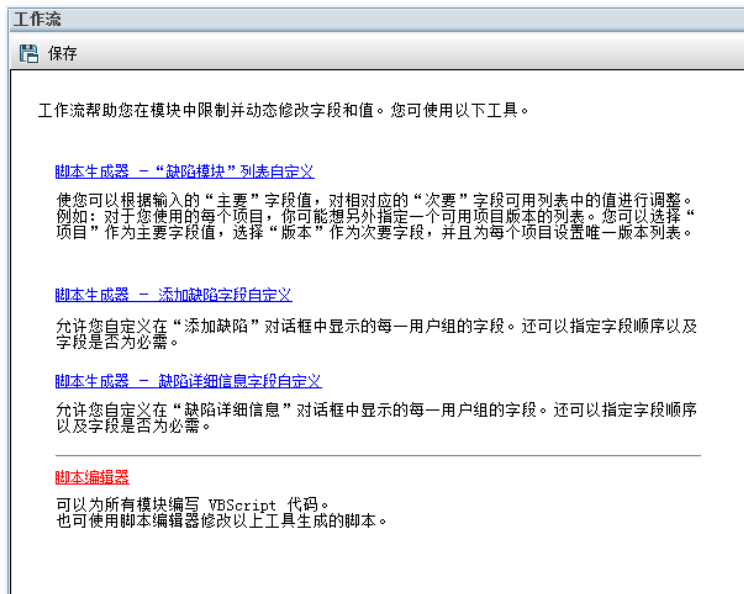 工作流
保存
工作流帮助您在模块中限制并动态修改字段和值。您可使用以下工具。
脚本生成器 － “缺陷模块”列表自定义
使您可以根据输入的“主要”字段值，对相对应的“次要”字段可用列表中的值进行调整。
例如：对于您使用的每个项目，你可能想另外指定一个可用项目版本的列表。您可以选择“
项目”作为主要字段值，选择“版本”作为次要字段，并且为每个项目设置唯一版本列表。
脚本生成器 － 添加缺陷字段自定义
允许您自定义在“添加缺陷”对话框中显示的每一用户组的字段。还可以指定字段顺序以及
字段是否为必需。
脚本生成器 － 缺陷详细信息字段自定义
允许您自定义在“缺陷详细信息”对话框中显示的每一用户组的字段。还可以指定字段顺序
以及字段是否为必需。
脚本编辑器
可以为所有模块编写 VBScript 代码。
也可使用脚本编辑器修改以上工具生成的脚本。